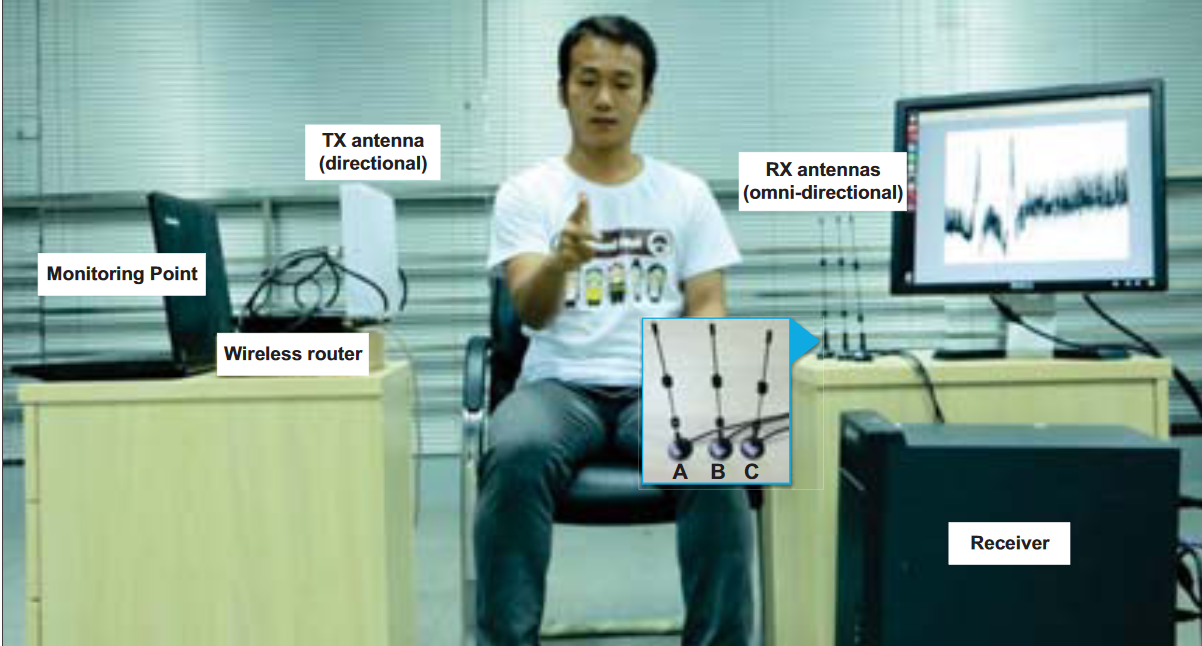 TX antenna
(directional)
RX antennas
(omni-directional)
Monitoring Point
Wireless router
A B C
Receiver